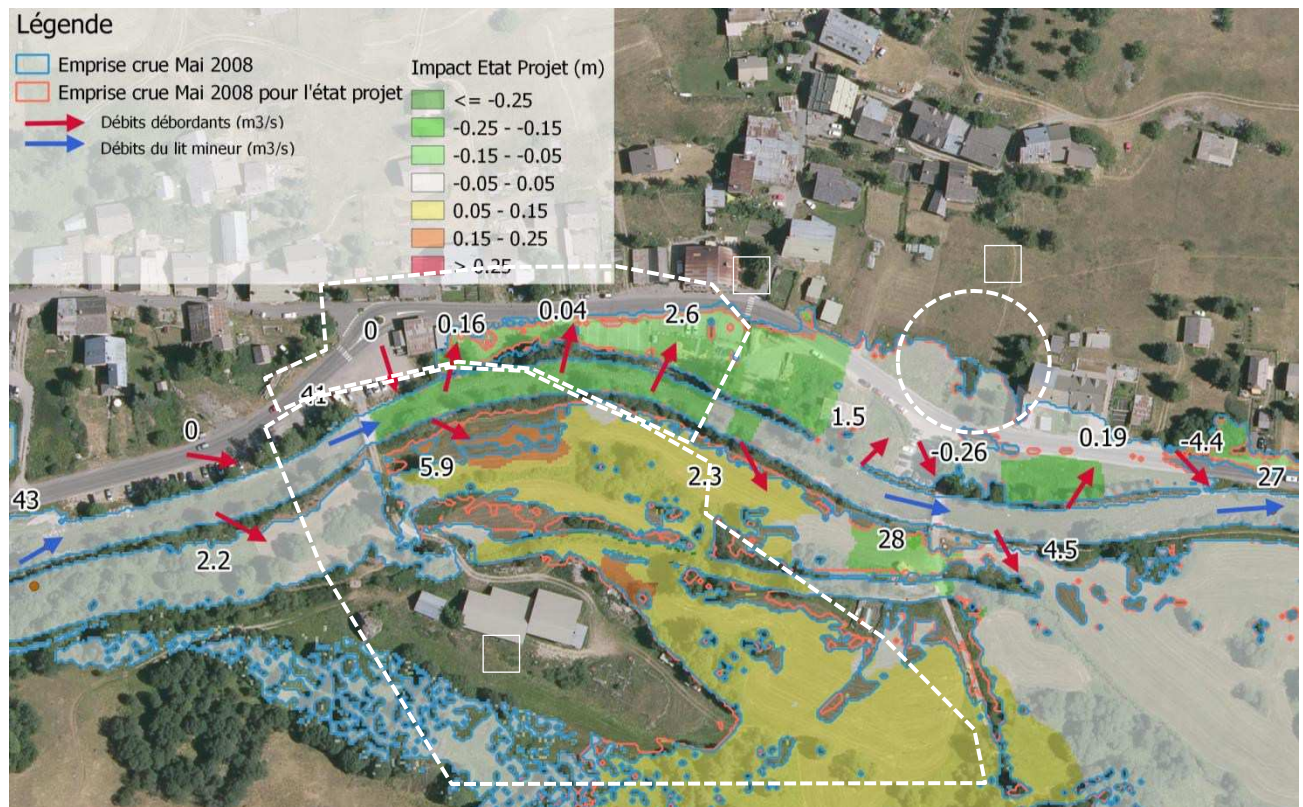 Légende
Emprise crue Mai 2008
Emprise crue Mai 2008 pour l'état projet
Débits débordants (m3/s)
Débits du lit mineur (m3/s)
Impact Etat Projet (m)
<= -0.25
-0.25 - -0.15
-0.15 - -0.05
-0.05 - 0.05
0.05 - 0.15
0.15 - 0.25
> 0.25
0
0.16
0.04
2.6
41
0
1.5
-0.26
0.19
-4.4
27
43
5.9
2.3
2.2
28
4.5